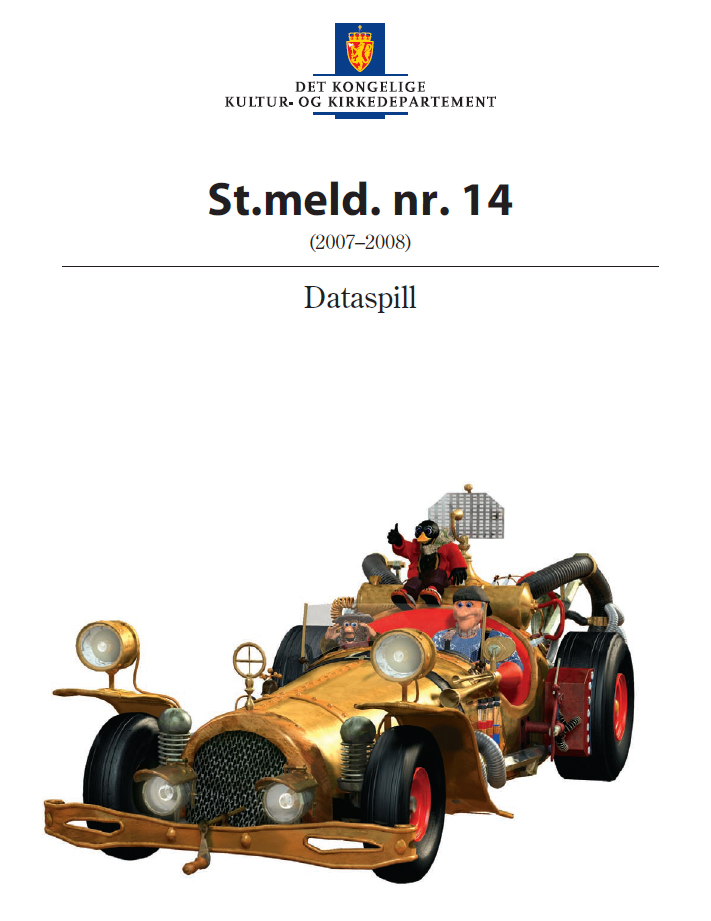 DET KONGELIGE
KULTUR- OG KIRKEDEPARTEMENT
St.meld. nr. 14
(2007–2008)
Dataspill